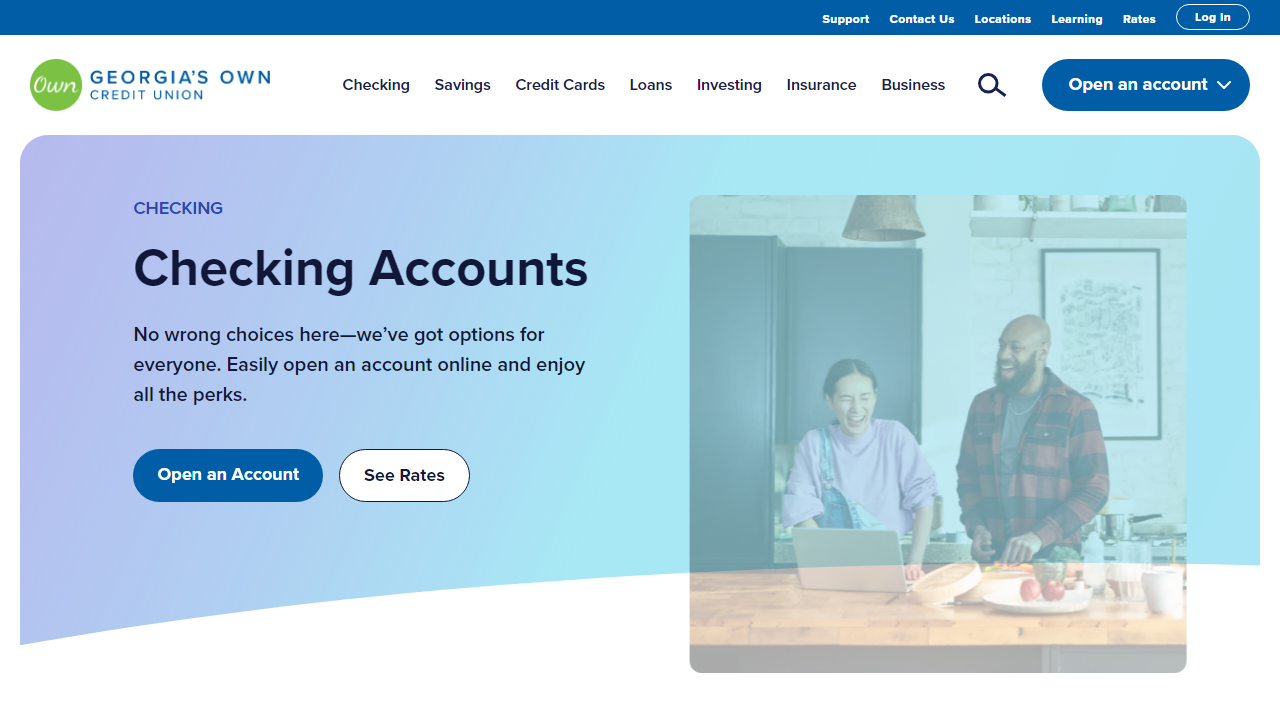 Support Contact Us Locations Learning Rates Log In
Own GEORGIA'S OWN
CREDIT UNION
Checking Savings Credit Cards Loans Investing Insurance Business Open an account
CHECKING
Checking Accounts
No wrong choices here—we've got options for
everyone. Easily open an account online and enjoy
all the perks.
Open an Account See Rates